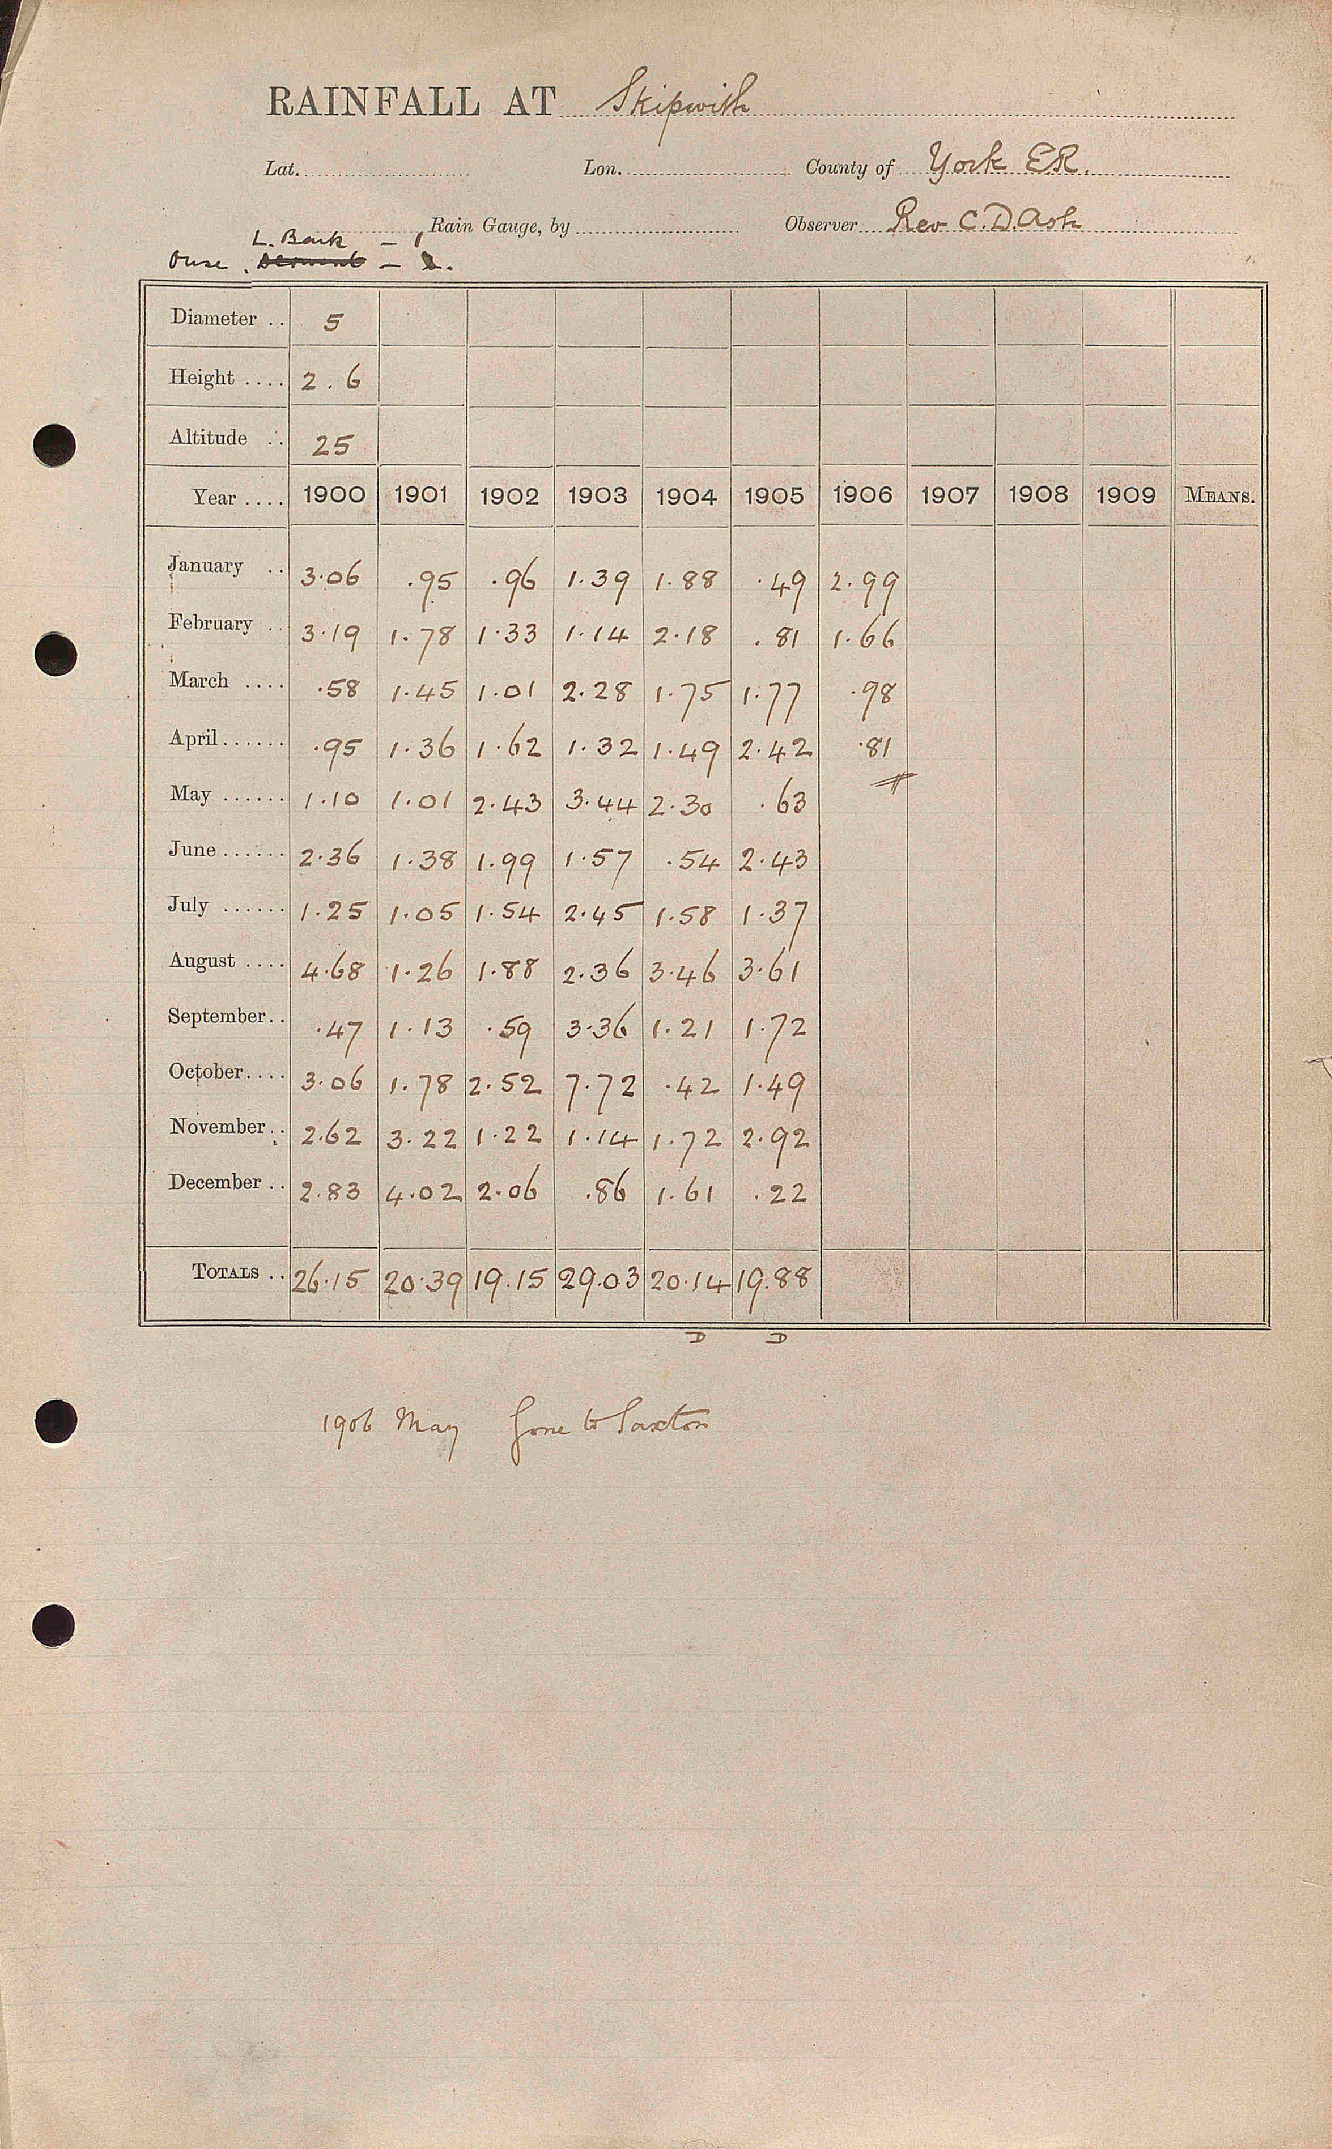 RAINFALL AT Skipwith
Lat. Lon. County of York ER.
Rain Gauge, by Observer Rev C. D. Ash
L. Bank - 1
Ouse. Derwent -
Diameter .. 5
Height .... 2.6
Altitude .. 25
Year .... 1900 1901 1902 1903 1904 1905 1906 1907 1908 1909 MEANS.
January .. 3.06 .95 .96 1.39 1.88 .49 2.99
February .. 3.19 1.78 1.33 1.14 2.18 .81 1.66
March .... .58 1.45 1.01 2.28 1.75 1.77 .98
April...... .95 1.36 1.62 1.32 1.49 2.42 .81
May ...... 1.10 1.01 2.43 3.44 2.30 .63
June ...... 2.36 1.38 1.99 1.57 .54 2.43
July ...... 1.25 1.05 1.54 2.45 1.58 1.37
August .... 4.68 1.26 1.88 2.36 3.46 3.61
September.. .47 1.13 .59 3.36 1.21 1.72
October.... 3.06 1.78 2.52 7.72 .42 1.49
November.. 2.62 3.22 1.22 1.14 1.72 2.92
December .. 2.83 4.02 2.06 .86 1.61 .22
TOTALS .. 26.15 20.39 19.15 29.03 20.14 19.88
D D
1906 May Gone to Saxton